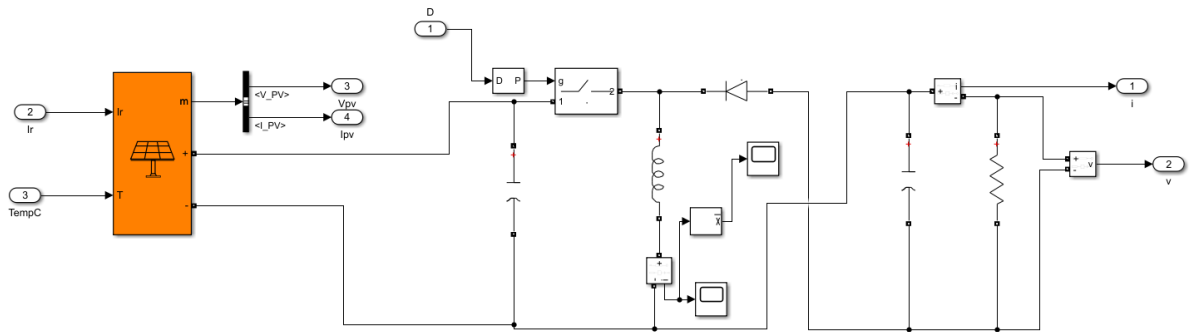 D
1
D P
g
1
2
Ir
T
m
+
-
<V_PV>
<I_PV>
3
Vpv
4
Ipv
2
Ir
3
TempC
+
+
+
+
i
-
1
i
+
+
+
-
v
2
v
+
i
x